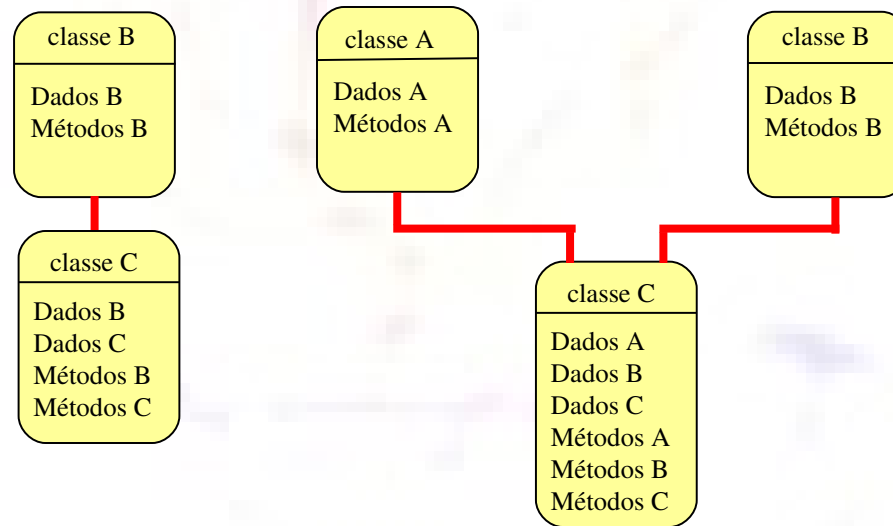 classe B
Dados B
Métodos B
classe C
Dados B
Dados C
Métodos B
Métodos C
classe A
Dados A
Métodos A
classe B
Dados B
Métodos B
classe C
Dados A
Dados B
Dados C
Métodos A
Métodos B
Métodos C